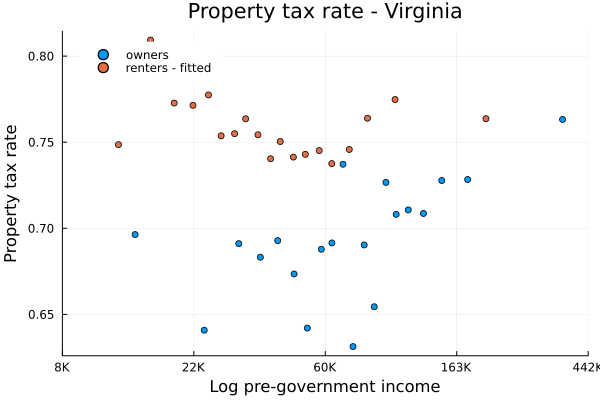 Property tax rate - Virginia
owners
renters - fitted
Property tax rate
0.80
0.75
0.70
0.65
8K 22K 60K 163K 442K
Log pre-government income